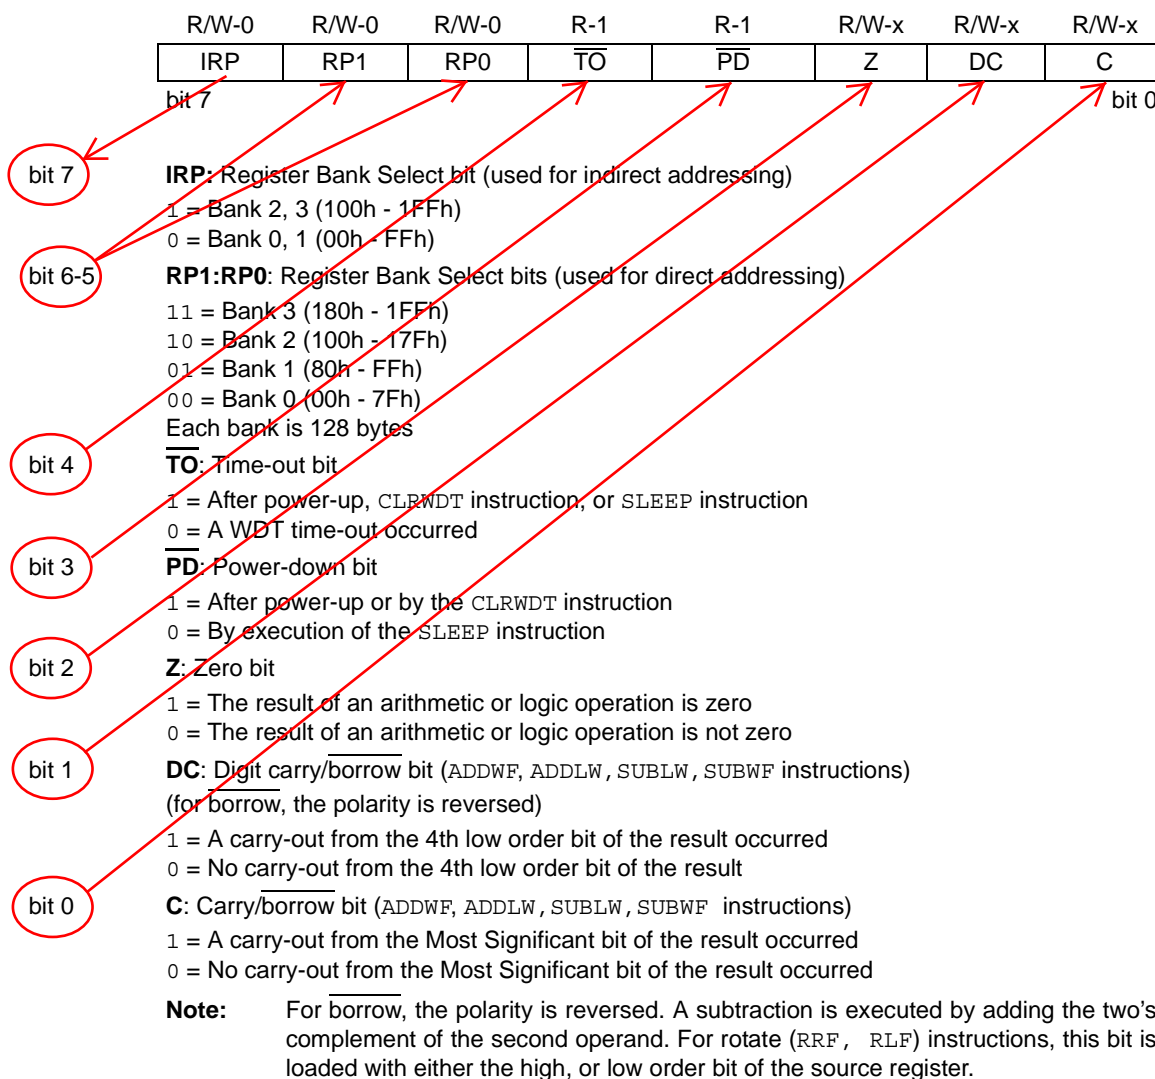 R/W-0 R/W-0 R/W-0 R-1 R-1 R/W-x R/W-x R/W-x
IRP RP1 RP0 T̅O̅ P̅D̅ Z DC C
bit 7 bit 0
bit 7 IRP: Register Bank Select bit (used for indirect addressing)
1 = Bank 2, 3 (100h - 1FFh)
0 = Bank 0, 1 (00h - FFh)
bit 6-5 RP1:RP0: Register Bank Select bits (used for direct addressing)
11 = Bank 3 (180h - 1FFh)
10 = Bank 2 (100h - 17Fh)
01 = Bank 1 (80h - FFh)
00 = Bank 0 (00h - 7Fh)
Each bank is 128 bytes
bit 4 T̅O̅: Time-out bit
1 = After power-up, CLRWDT instruction, or SLEEP instruction
0 = A WDT time-out occurred
bit 3 P̅D̅: Power-down bit
1 = After power-up or by the CLRWDT instruction
0 = By execution of the SLEEP instruction
bit 2 Z: Zero bit
1 = The result of an arithmetic or logic operation is zero
0 = The result of an arithmetic or logic operation is not zero
bit 1 DC: Digit carry/b̅o̅r̅r̅o̅w̅ bit (ADDWF, ADDLW,SUBLW,SUBWF instructions)
(for b̅o̅r̅r̅o̅w̅, the polarity is reversed)
1 = A carry-out from the 4th low order bit of the result occurred
0 = No carry-out from the 4th low order bit of the result
bit 0 C: Carry/b̅o̅r̅r̅o̅w̅ bit (ADDWF, ADDLW,SUBLW,SUBWF instructions)
1 = A carry-out from the Most Significant bit of the result occurred
0 = No carry-out from the Most Significant bit of the result occurred
Note: For b̅o̅r̅r̅o̅w̅, the polarity is reversed. A subtraction is executed by adding the two's
complement of the second operand. For rotate (RRF, RLF) instructions, this bit is
loaded with either the high, or low order bit of the source register.